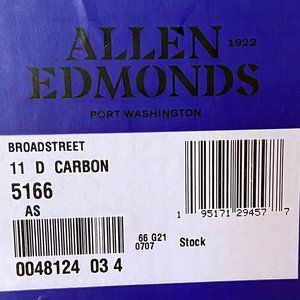 ALLEN 1922
EDMONDS
PORT WASHINGTON
BROADSTREET
11 D CARBON
5166
AS
1 95171 29457 7
66 G21
0707 Stock
0048124 03 4